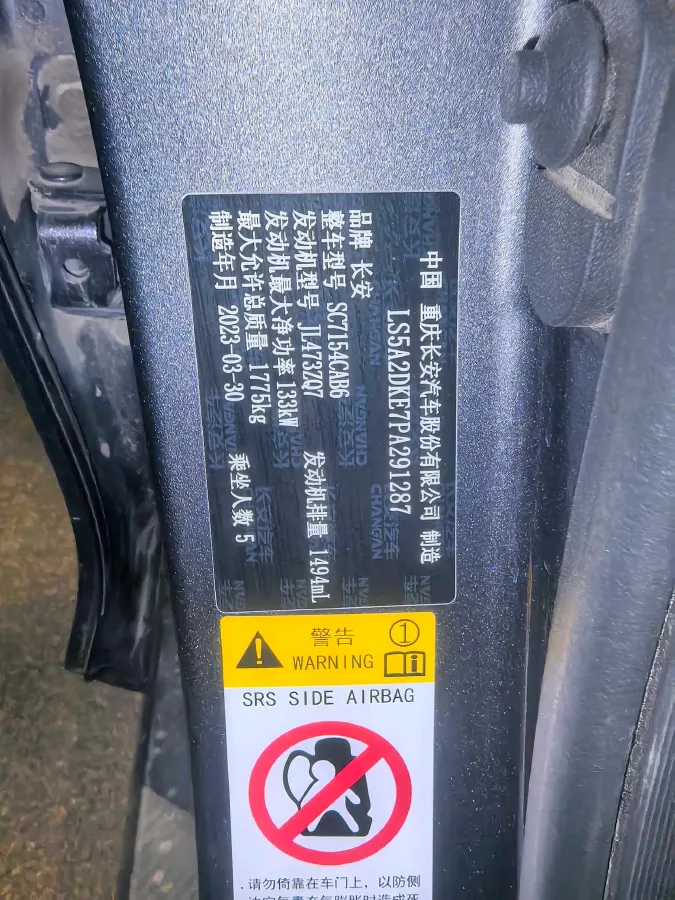 中国 重庆长安汽车股份有限公司 制造
LS5A2DKE7PA291287
品牌 长安
整车型号 SC7154CAB6
发动机型号 JL473ZQ7 发动机排量 1494mL
发动机最大净功率 133kW
最大允许总质量 1775kg
制造年月 2023-03-30 乘坐人数 5
警告 ①
WARNING
SRS SIDE AIRBAG
.请勿倚靠在车门上，以防侧